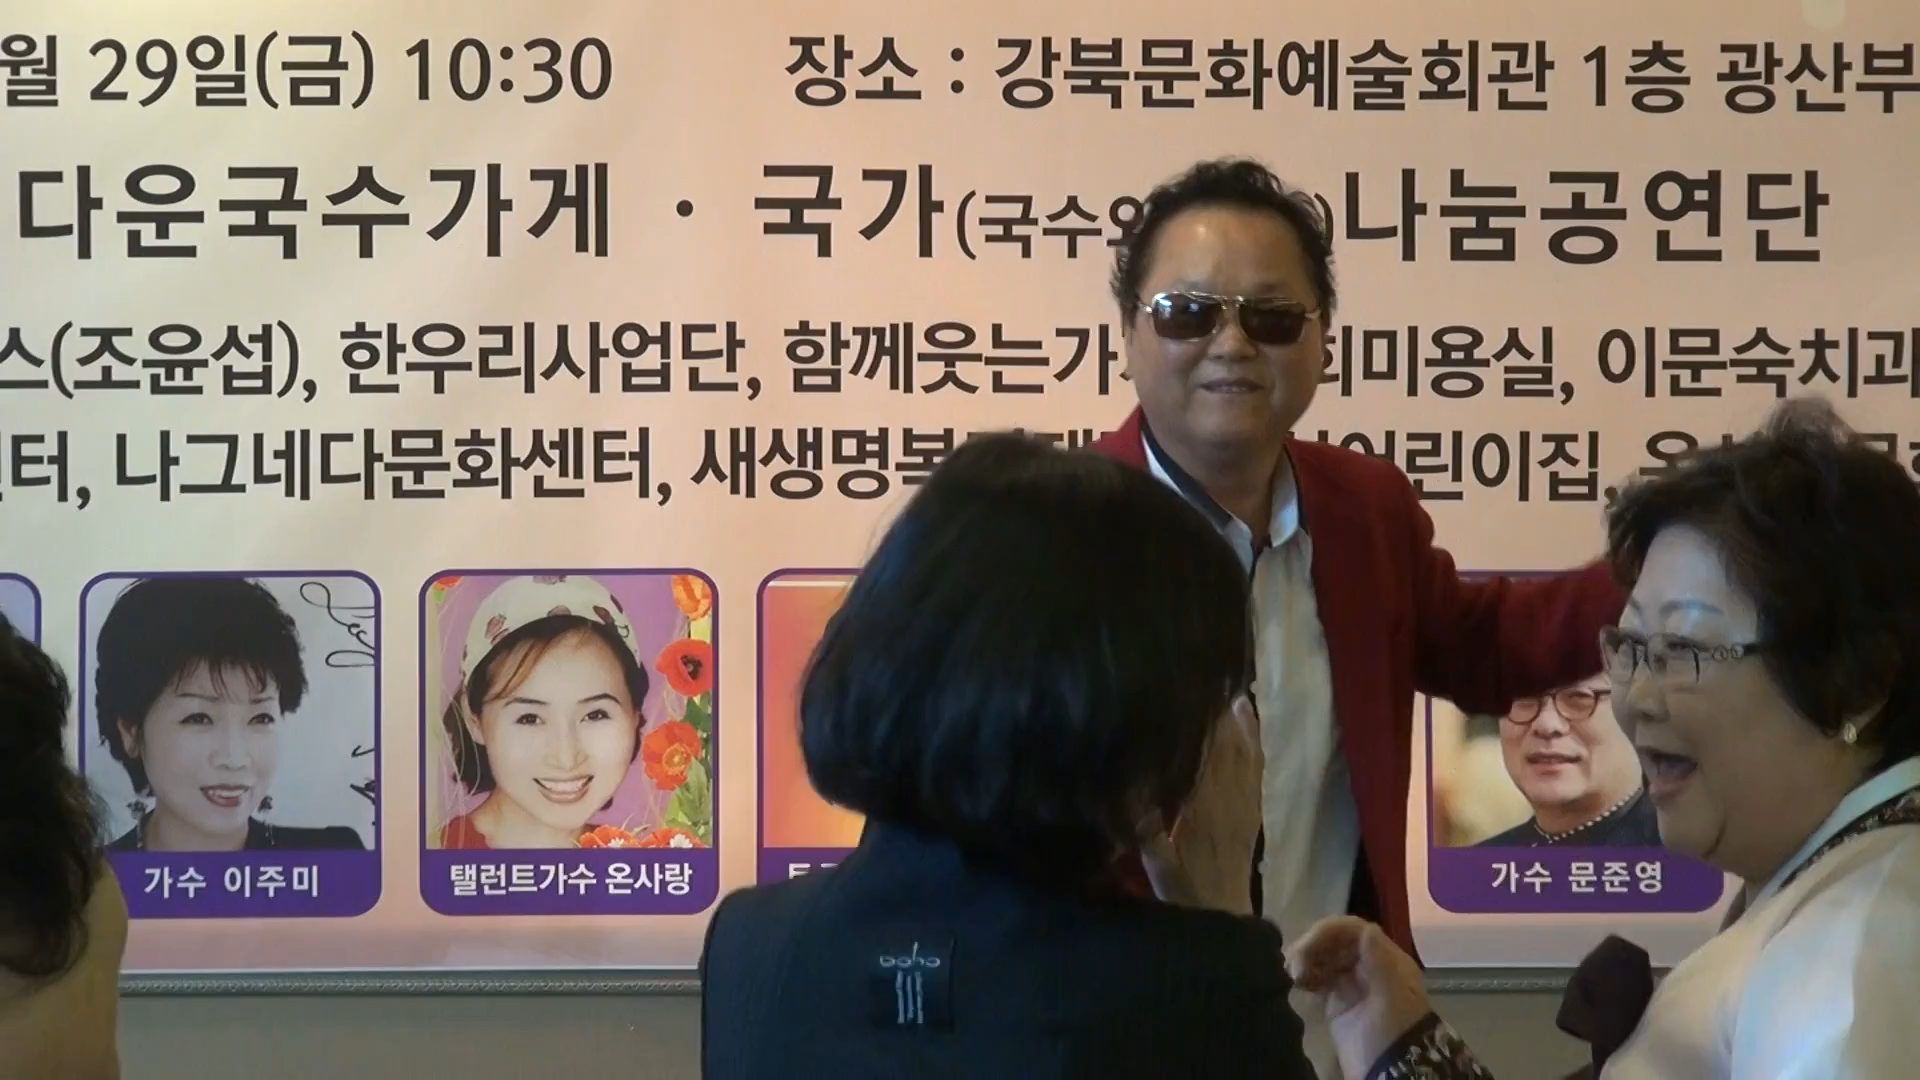 월 29일(금) 10:30 장소 : 강북문화예술회관 1층 광산부
다운국수가게 · 국가(국수와 )나눔공연단
스(조윤섭), 한우리사업단, 함께웃는가 회미용실, 이문숙치과
센터, 나그네다문화센터, 새생명복 어린이집,
가수 이주미
탤런트가수 온사랑
가수 문준영
boho